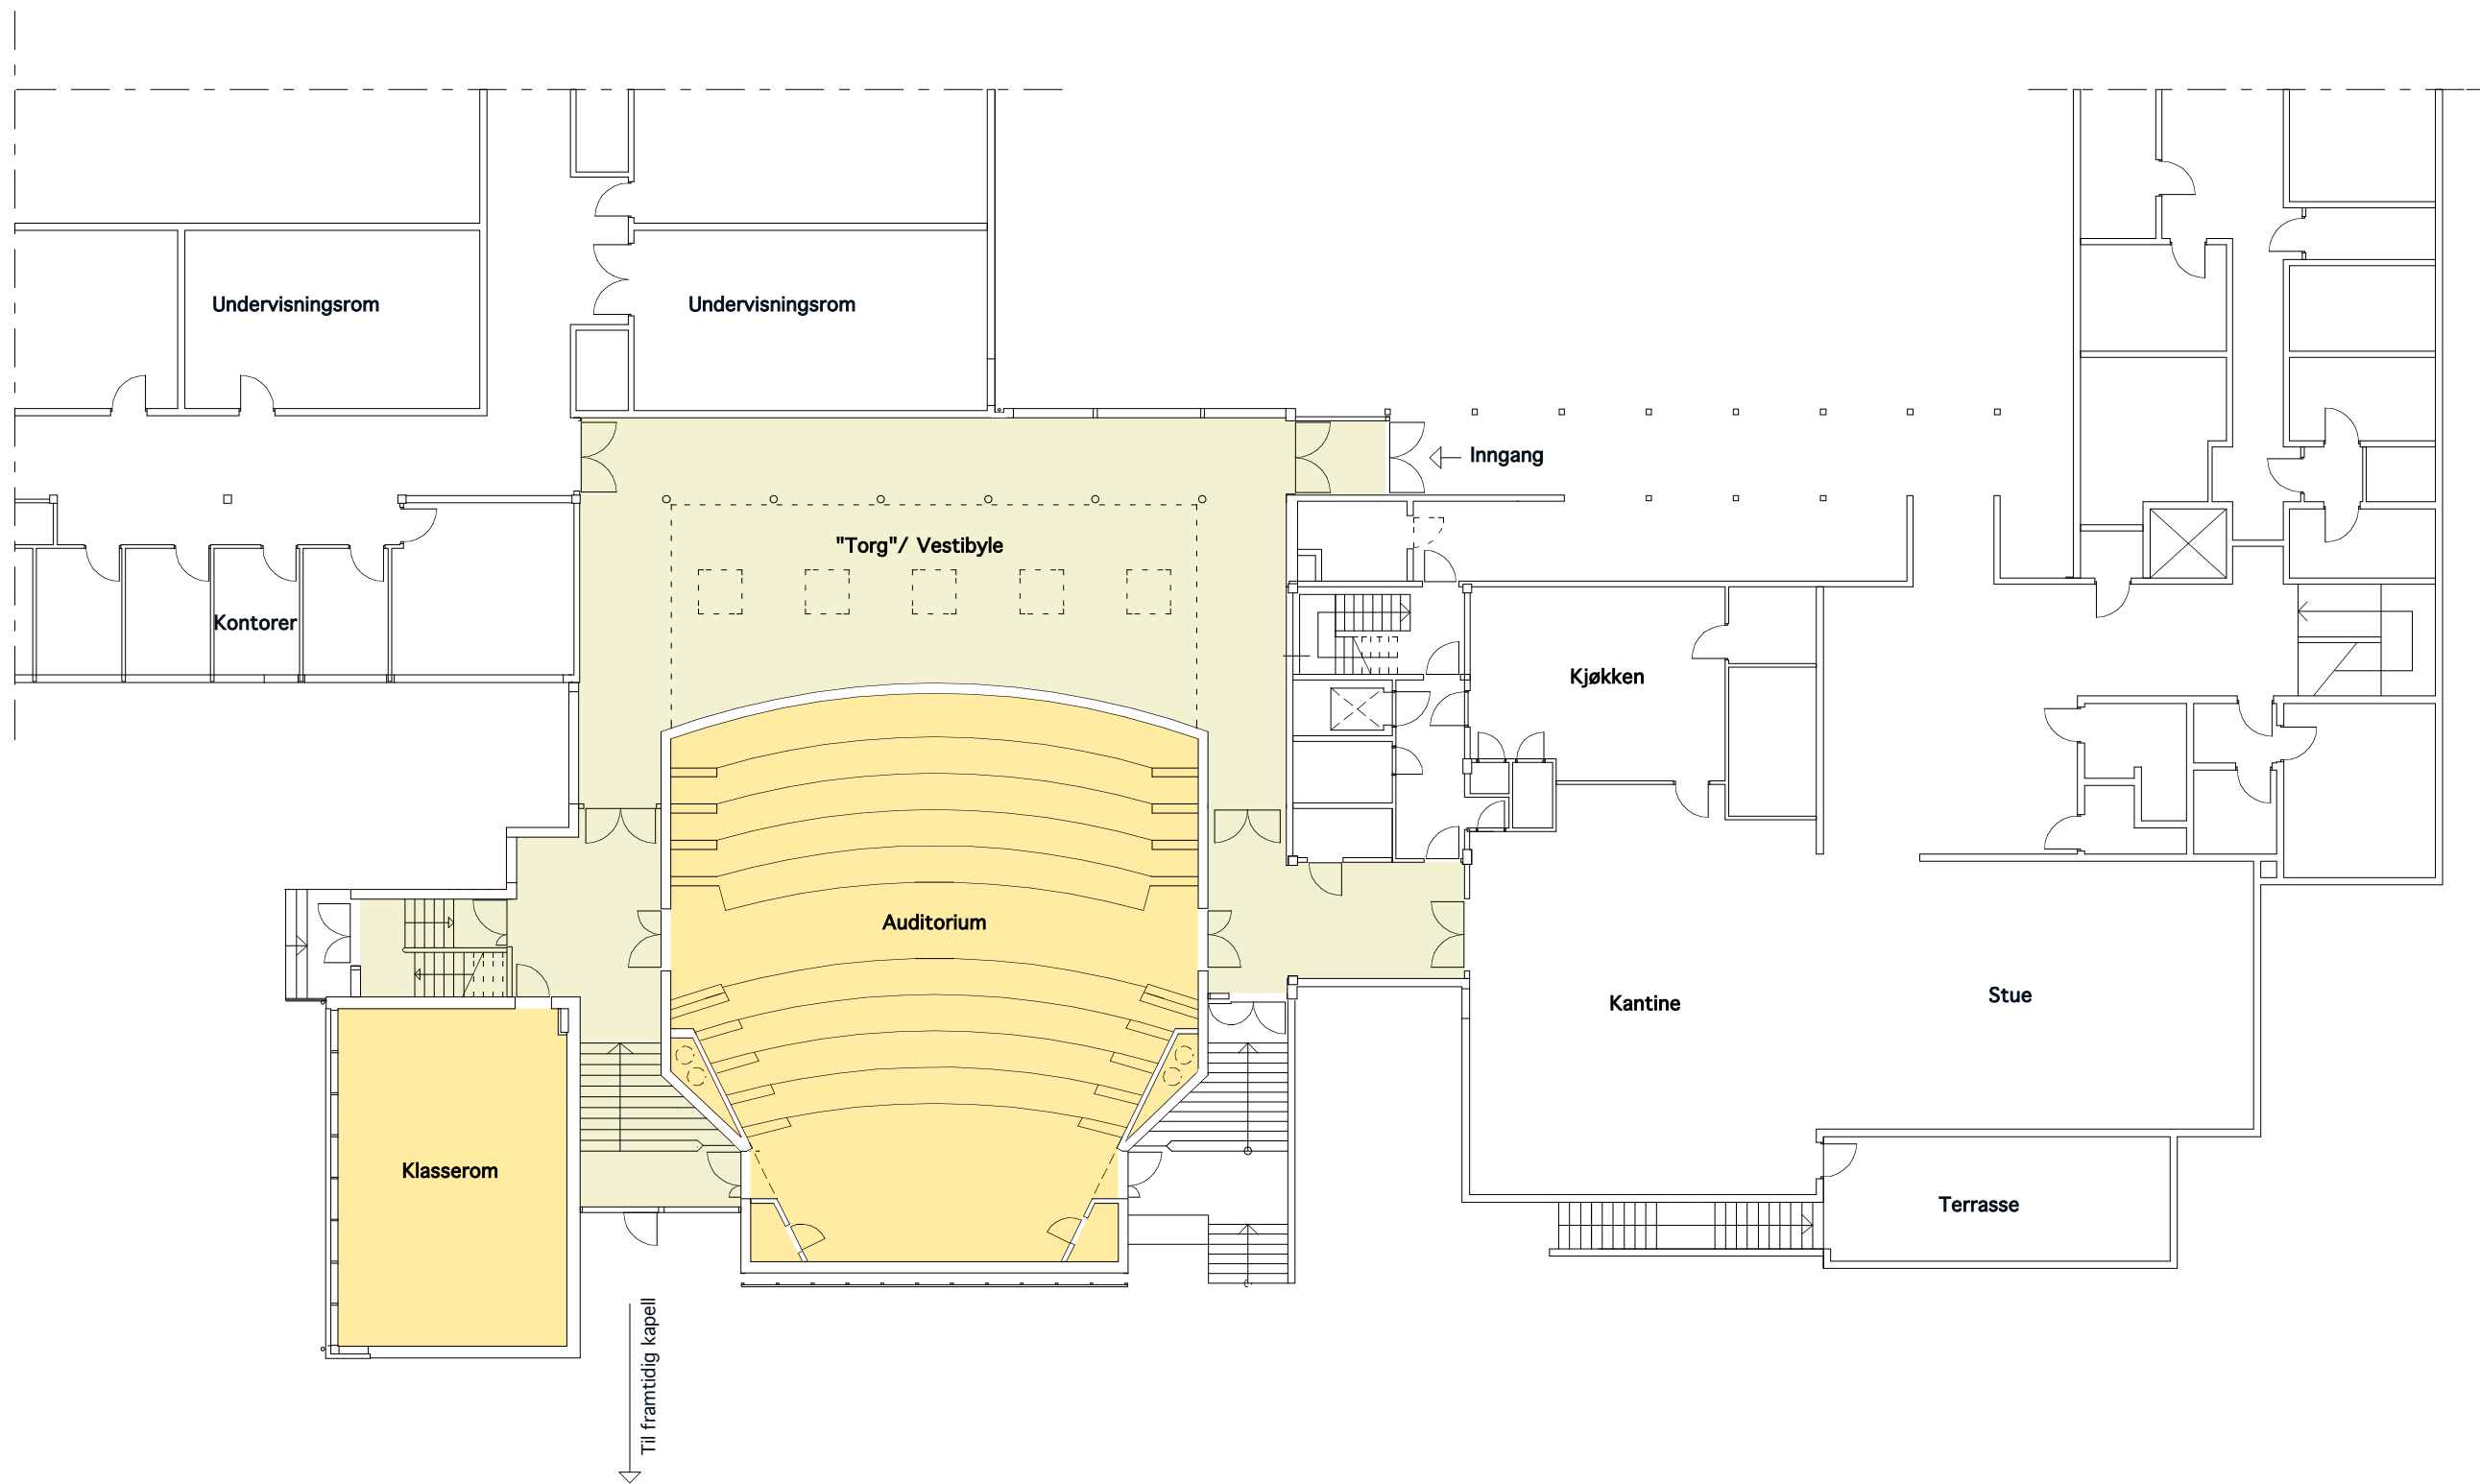 Undervisningsrom
Undervisningsrom
Inngang
"Torg"/ Vestibyle
Kontorer
Kjøkken
Auditorium
Stue
Kantine
Klasserom
Terrasse
Til framtidig kapell